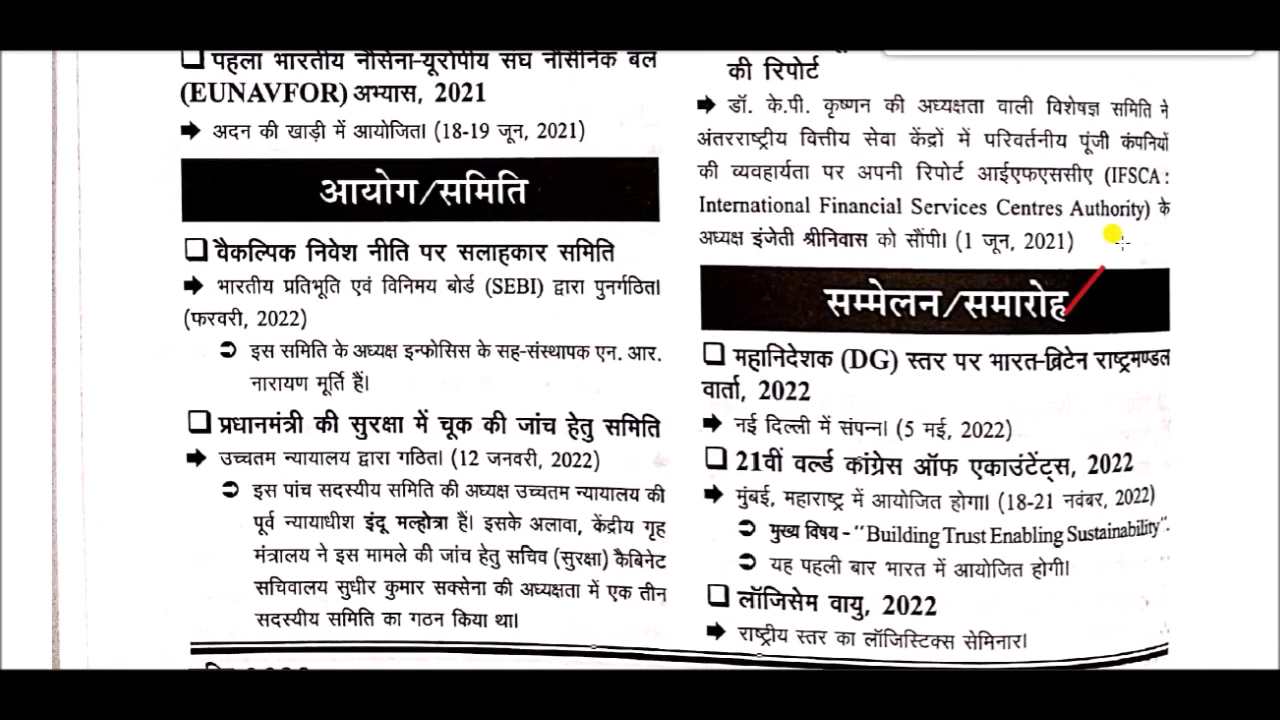 ❑ पहला भारतीय नौसेना-यूरोपीय संघ नौसैनिक बल
(EUNAVFOR) अभ्यास, 2021
➡ अदन की खाड़ी में आयोजित। (18-19 जून, 2021)
आयोग/समिति
❑ वैकल्पिक निवेश नीति पर सलाहकार समिति
➡ भारतीय प्रतिभूति एवं विनिमय बोर्ड (SEBI) द्वारा पुनर्गठित।
(फरवरी, 2022)
➲ इस समिति के अध्यक्ष इन्फोसिस के सह-संस्थापक एन. आर.
नारायण मूर्ति हैं।
❑ प्रधानमंत्री की सुरक्षा में चूक की जांच हेतु समिति
➡ उच्चतम न्यायालय द्वारा गठित। (12 जनवरी, 2022)
➲ इस पांच सदस्यीय समिति की अध्यक्ष उच्चतम न्यायालय की
पूर्व न्यायाधीश इंदू मल्होत्रा हैं। इसके अलावा, केंद्रीय गृह
मंत्रालय ने इस मामले की जांच हेतु सचिव (सुरक्षा) कैबिनेट
सचिवालय सुधीर कुमार सक्सेना की अध्यक्षता में एक तीन
सदस्यीय समिति का गठन किया था।
की रिपोर्ट
➡ डॉ. के.पी. कृष्णन की अध्यक्षता वाली विशेषज्ञ समिति ने
अंतरराष्ट्रीय वित्तीय सेवा केंद्रों में परिवर्तनीय पूंजी कंपनियों
की व्यवहार्यता पर अपनी रिपोर्ट आईएफएससीए (IFSCA :
International Financial Services Centres Authority) के
अध्यक्ष इंजेती श्रीनिवास को सौंपी। (1 जून, 2021)
सम्मेलन/समारोह
❑ महानिदेशक (DG) स्तर पर भारत-ब्रिटेन राष्ट्रमण्डल
वार्ता, 2022
➡ नई दिल्ली में संपन्न। (5 मई, 2022)
❑ 21वीं वर्ल्ड कांग्रेस ऑफ एकाउंटेंट्स, 2022
➡ मुंबई, महाराष्ट्र में आयोजित होगा। (18-21 नवंबर, 2022)
➲ मुख्य विषय - "Building Trust Enabling Sustainability".
➲ यह पहली बार भारत में आयोजित होगी।
❑ लॉजिसेम वायु, 2022
➡ राष्ट्रीय स्तर का लॉजिस्टिक्स सेमिनार।